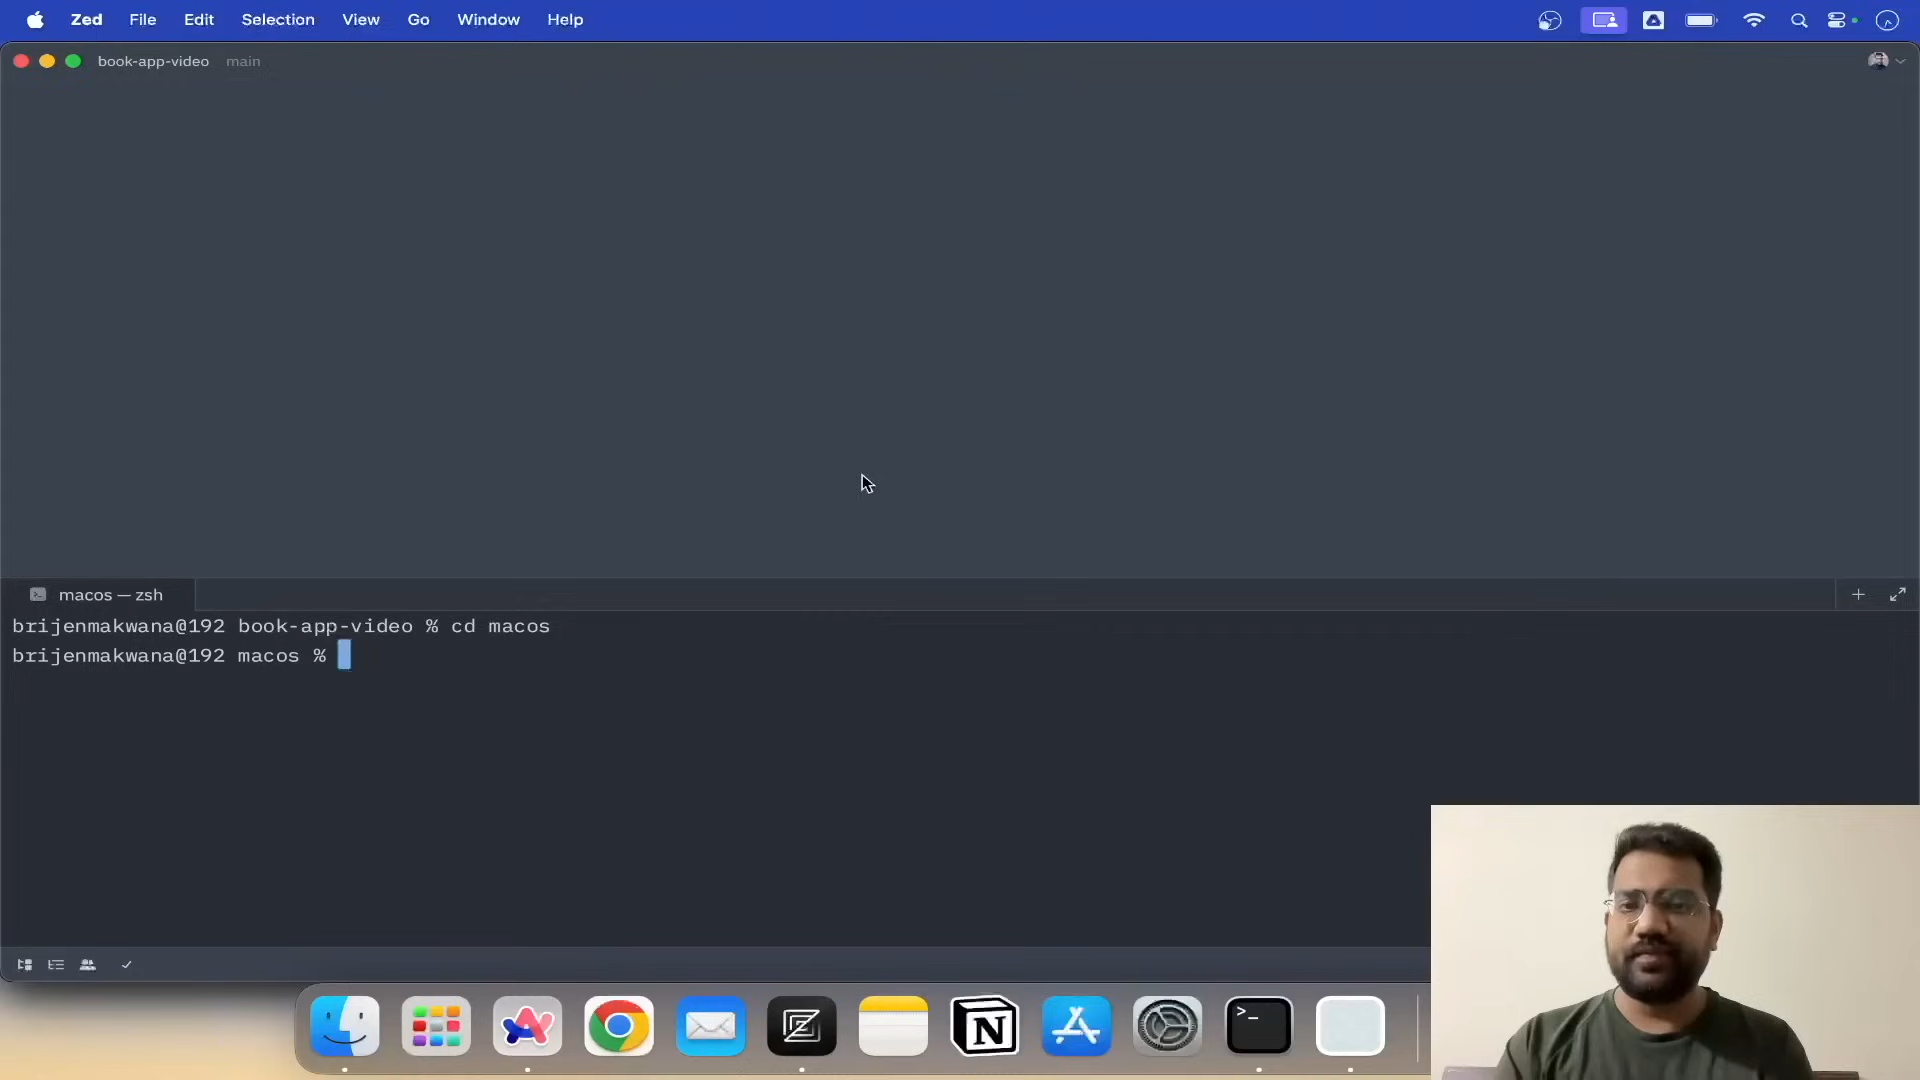 Zed File Edit Selection View Go Window Help
book-app-video main
macos — zsh
brijenmakwana@192 book-app-video % cd macos
brijenmakwana@192 macos %